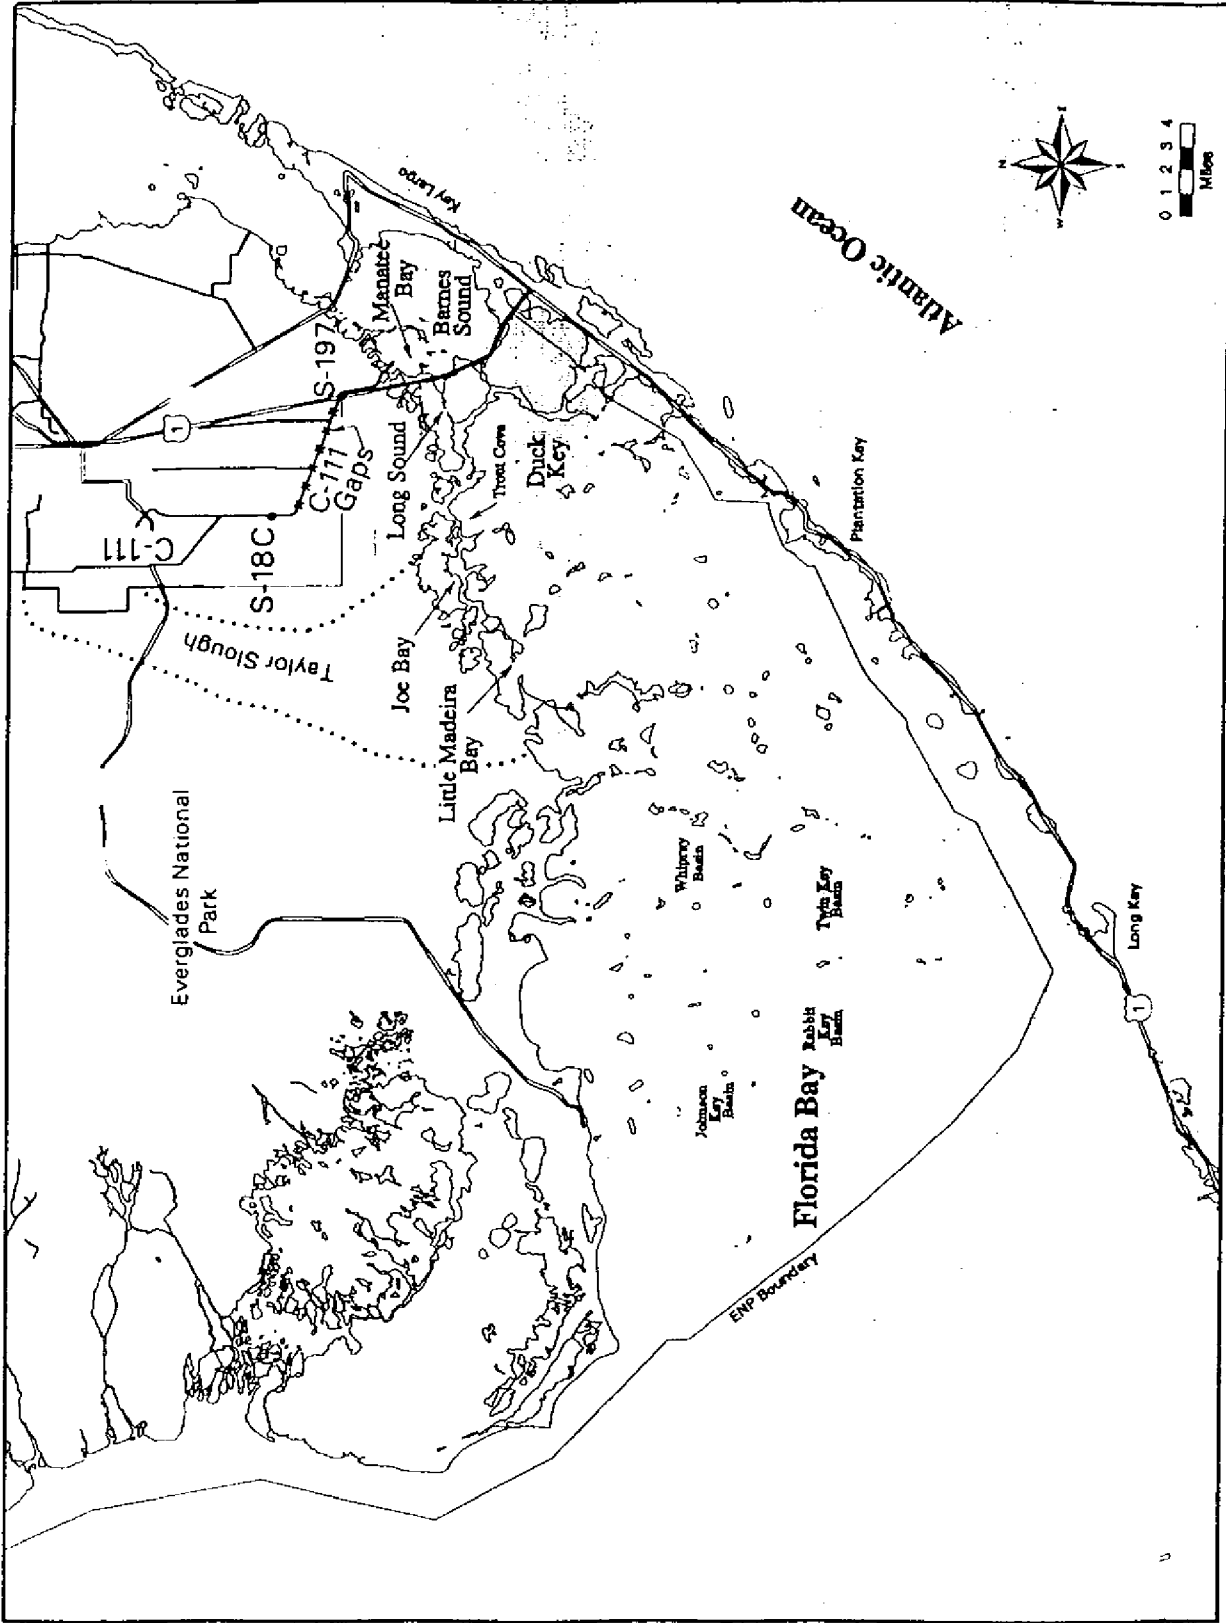 Everglades National
Park
Taylor Slough
C-111
S-18C
C-111
Gaps
S-197
1
Manatee
Bay
Barnes
Sound
Key Largo
Long Sound
Joe Bay
Trout Cove
Duck
Key
Little Madeira
Bay
Whipray
Basin
Twin Key
Basin
Rabbit
Key
Basin
Johnson
Key
Basin
Florida Bay
ENP Boundary
Plantation Key
Long Key
1
Atlantic Ocean
N
E
S
W
0 1 2 3 4
Miles